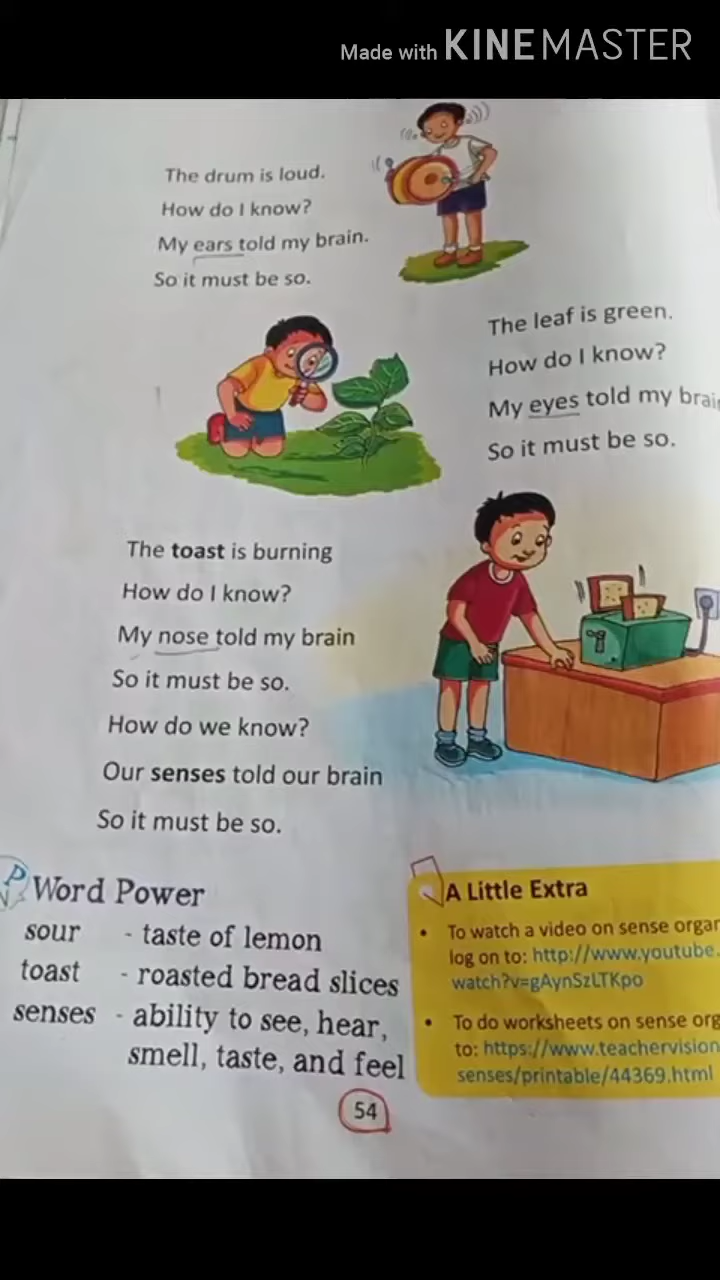 Made with KINEMASTER
The drum is loud.
How do I know?
My ears told my brain.
So it must be so.
The leaf is green.
How do I know?
My eyes told my brai
So it must be so.
The toast is burning
How do I know?
My nose told my brain
So it must be so.
How do we know?
Our senses told our brain
So it must be so.
Word Power
sour - taste of lemon
toast - roasted bread slices
senses - ability to see, hear,
smell, taste, and feel
A Little Extra
• To watch a video on sense organ
log on to: http://www.youtube.
watch?v=gAynSzLTKpo
• To do worksheets on sense org
to: https://www.teachervision
senses/printable/44369.html
54